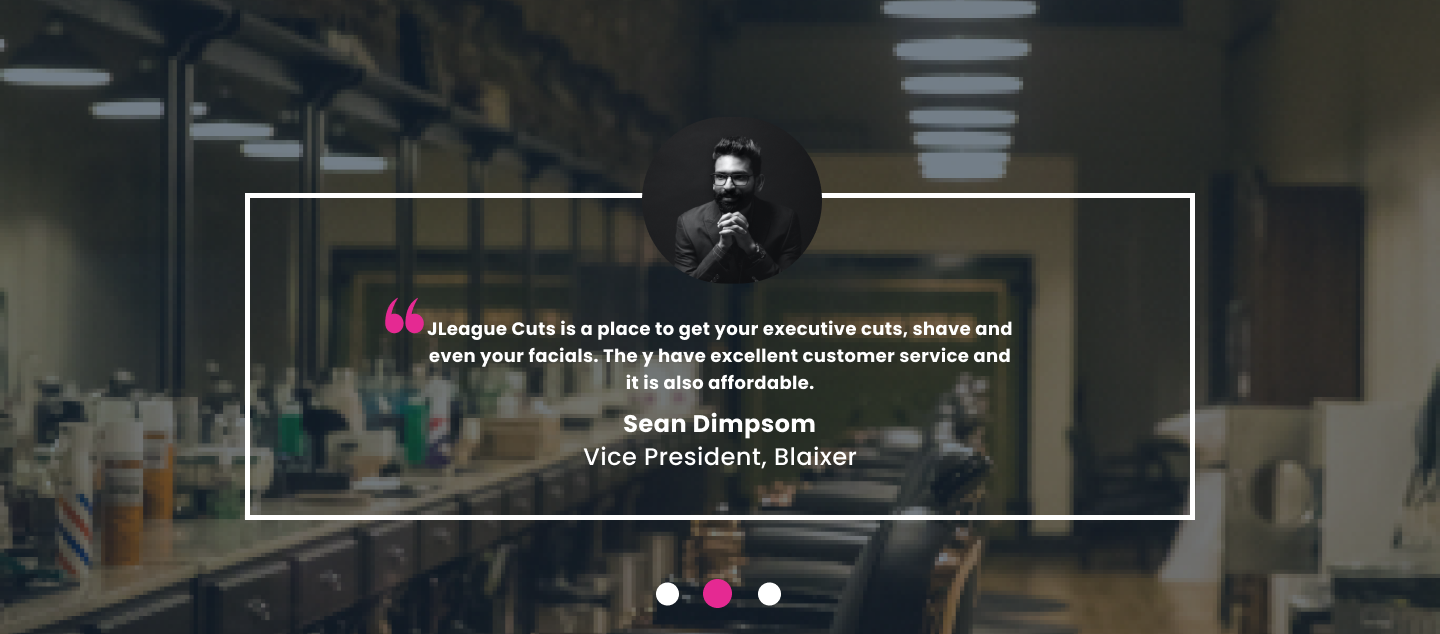 JLeague Cuts is a place to get your executive cuts, shave and
even your facials. The y have excellent customer service and
it is also affordable.
Sean Dimpsom
Vice President, Blaixer